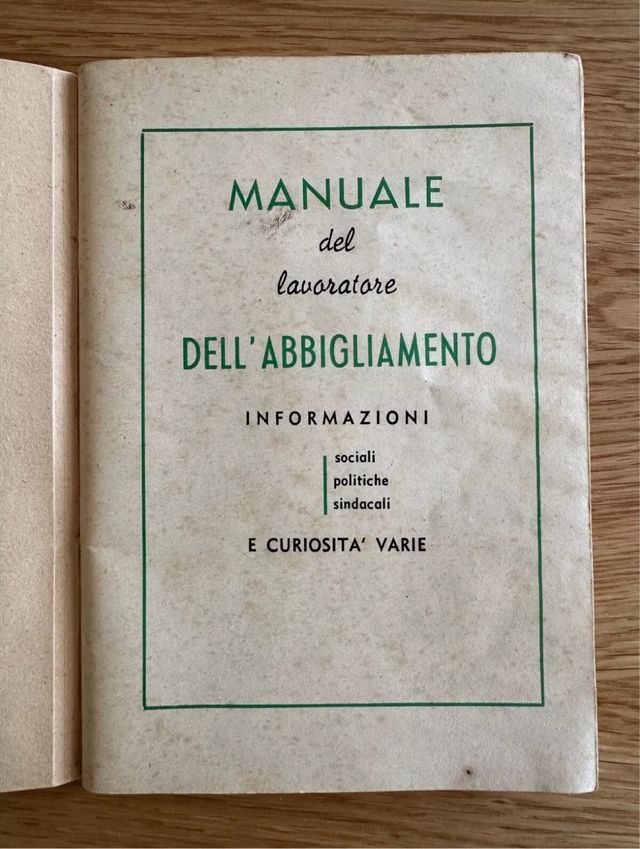 MANUALE
del
lavoratore
DELL'ABBIGLIAMENTO
INFORMAZIONI
sociali
politiche
sindacali
E CURIOSITA' VARIE